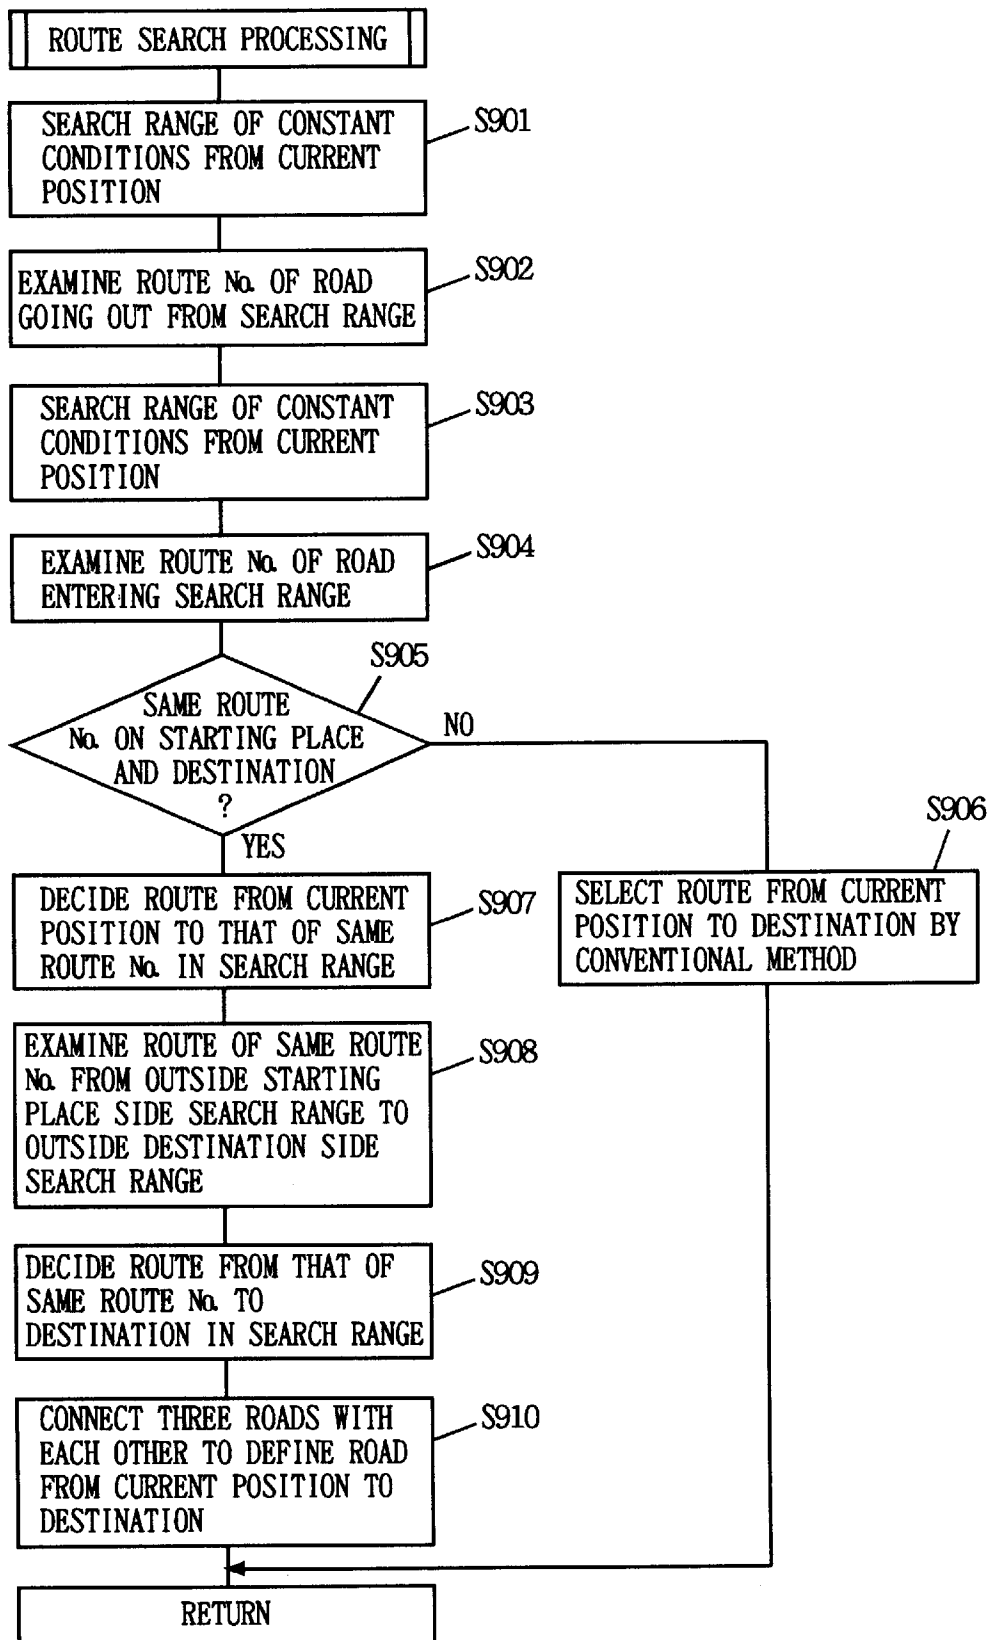 ROUTE SEARCH PROCESSING
SEARCH RANGE OF CONSTANT
CONDITIONS FROM CURRENT
POSITION
S901
EXAMINE ROUTE No. OF ROAD
GOING OUT FROM SEARCH RANGE
S902
SEARCH RANGE OF CONSTANT
CONDITIONS FROM CURRENT
POSITION
S903
EXAMINE ROUTE No. OF ROAD
ENTERING SEARCH RANGE
S904
SAME ROUTE
No. ON STARTING PLACE
AND DESTINATION
?
S905
NO
YES
SELECT ROUTE FROM CURRENT
POSITION TO DESTINATION BY
CONVENTIONAL METHOD
S906
DECIDE ROUTE FROM CURRENT
POSITION TO THAT OF SAME
ROUTE No. IN SEARCH RANGE
S907
EXAMINE ROUTE OF SAME ROUTE
No. FROM OUTSIDE STARTING
PLACE SIDE SEARCH RANGE TO
OUTSIDE DESTINATION SIDE
SEARCH RANGE
S908
DECIDE ROUTE FROM THAT OF
SAME ROUTE No. TO
DESTINATION IN SEARCH RANGE
S909
CONNECT THREE ROADS WITH
EACH OTHER TO DEFINE ROAD
FROM CURRENT POSITION TO
DESTINATION
S910
RETURN